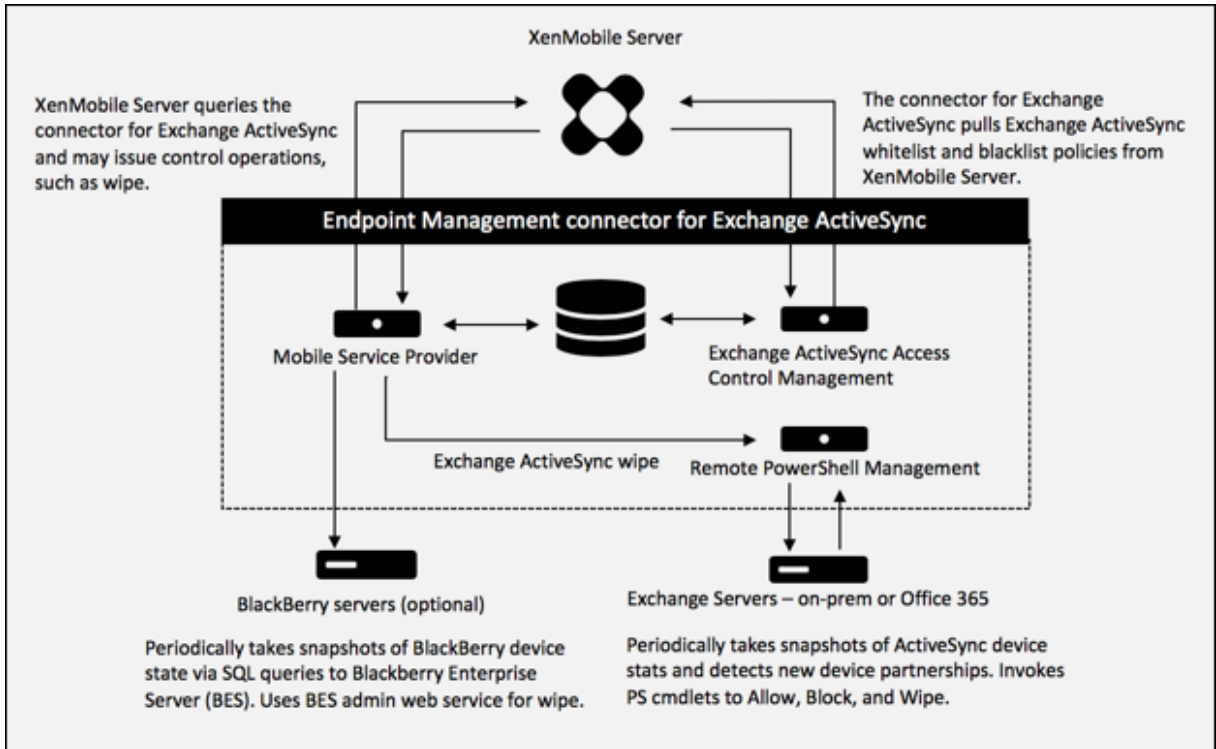 XenMobile Server
XenMobile Server queries the
connector for Exchange ActiveSync
and may issue control operations,
such as wipe.
The connector for Exchange
ActiveSync pulls Exchange ActiveSync
whitelist and blacklist policies from
XenMobile Server.
Endpoint Management connector for Exchange ActiveSync
Mobile Service Provider
Exchange ActiveSync Access
Control Management
Exchange ActiveSync wipe
Remote PowerShell Management
BlackBerry servers (optional)
Periodically takes snapshots of BlackBerry device
state via SQL queries to Blackberry Enterprise
Server (BES). Uses BES admin web service for wipe.
Exchange Servers – on-prem or Office 365
Periodically takes snapshots of ActiveSync device
stats and detects new device partnerships. Invokes
PS cmdlets to Allow, Block, and Wipe.